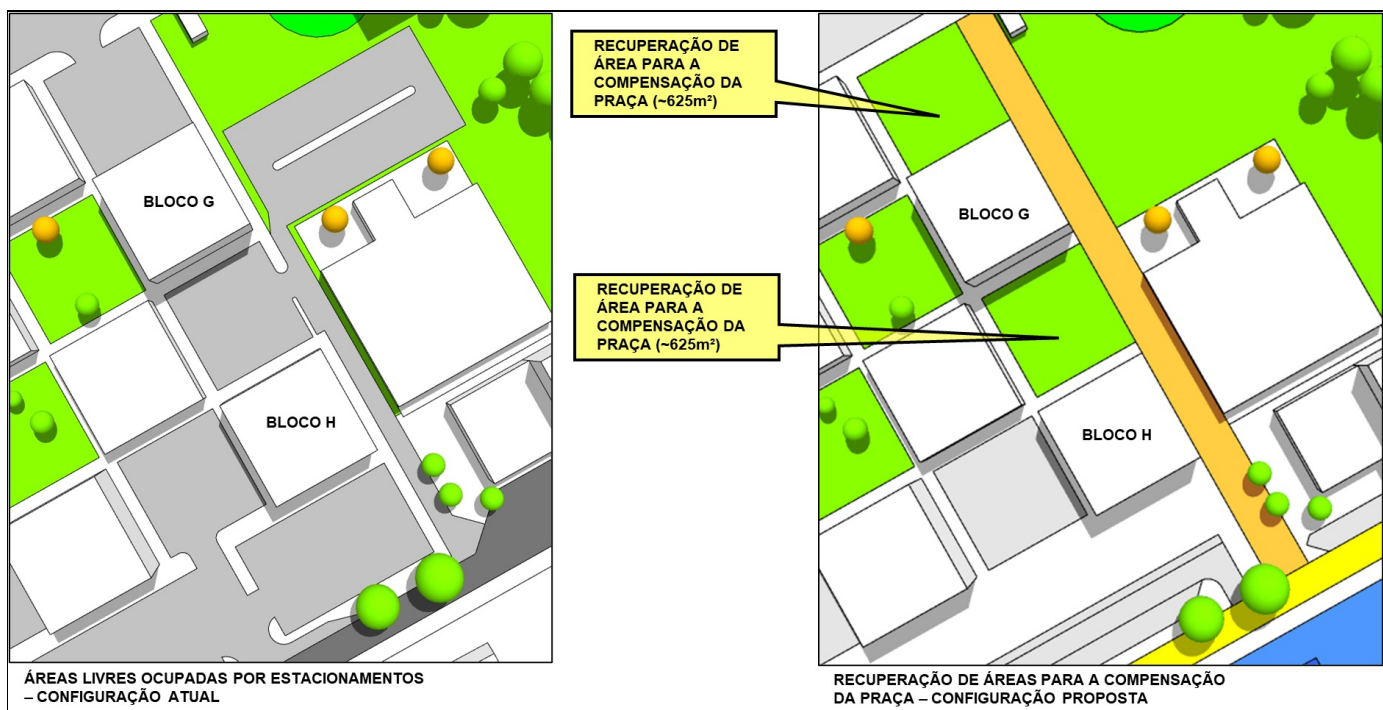 RECUPERAÇÃO DE
ÁREA PARA A
COMPENSAÇÃO DA
PRAÇA (~625m²)
BLOCO G
BLOCO G
RECUPERAÇÃO DE
ÁREA PARA A
COMPENSAÇÃO DA
PRAÇA (~625m²)
BLOCO H
BLOCO H
ÁREAS LIVRES OCUPADAS POR ESTACIONAMENTOS
– CONFIGURAÇÃO ATUAL
RECUPERAÇÃO DE ÁREAS PARA A COMPENSAÇÃO
DA PRAÇA – CONFIGURAÇÃO PROPOSTA